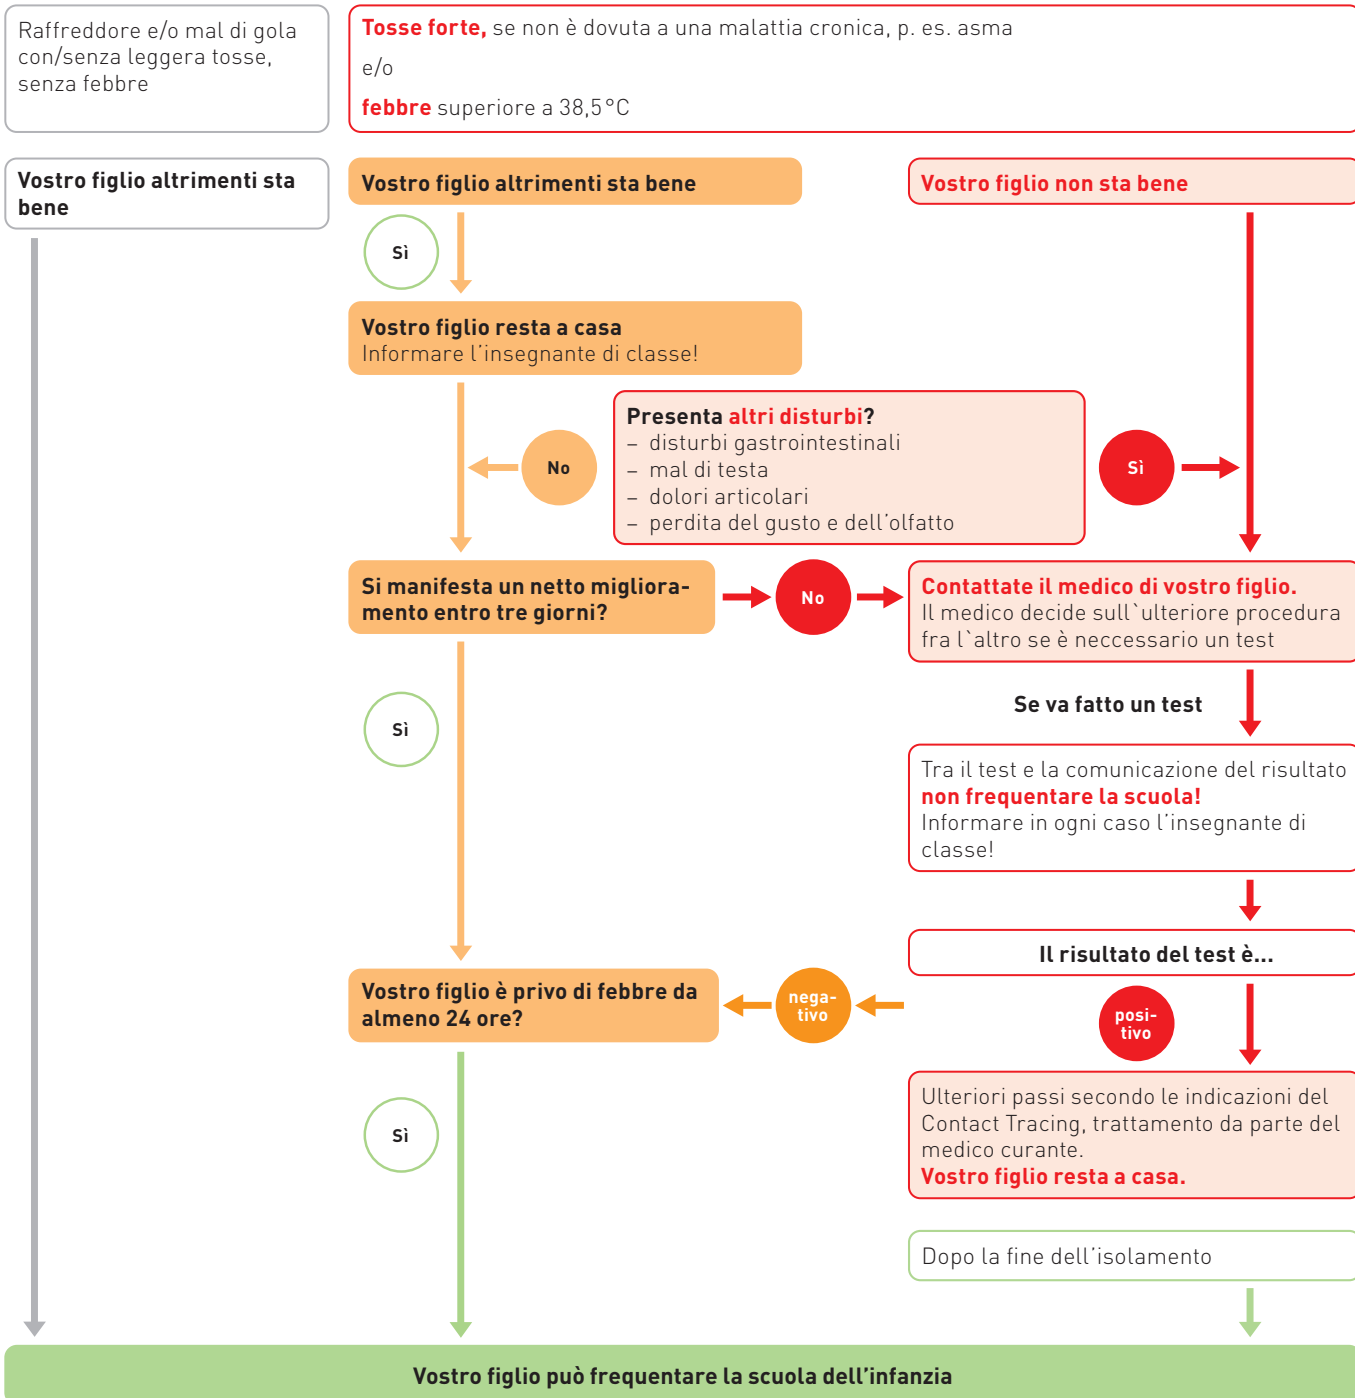 Raffreddore e/o mal di gola
con/senza leggera tosse,
senza febbre
Tosse forte, se non è dovuta a una malattia cronica, p. es. asma
e/o
febbre superiore a 38,5°C
Vostro figlio altrimenti sta
bene
Vostro figlio altrimenti sta bene
Vostro figlio non sta bene
Sì
Vostro figlio resta a casa
Informare l'insegnante di classe!
Presenta altri disturbi?
– disturbi gastrointestinali
– mal di testa
– dolori articolari
– perdita del gusto e dell'olfatto
No
Sì
Si manifesta un netto migliora-
mento entro tre giorni?
No
Contattate il medico di vostro figlio.
Il medico decide sull`ulteriore procedura
fra l`altro se è neccessario un test
Sì
Se va fatto un test
Tra il test e la comunicazione del risultato
non frequentare la scuola!
Informare in ogni caso l'insegnante di
classe!
Il risultato del test è...
Vostro figlio è privo di febbre da
almeno 24 ore?
nega-
tivo
posi-
tivo
Sì
Ulteriori passi secondo le indicazioni del
Contact Tracing, trattamento da parte del
medico curante.
Vostro figlio resta a casa.
Dopo la fine dell'isolamento
Vostro figlio può frequentare la scuola dell'infanzia